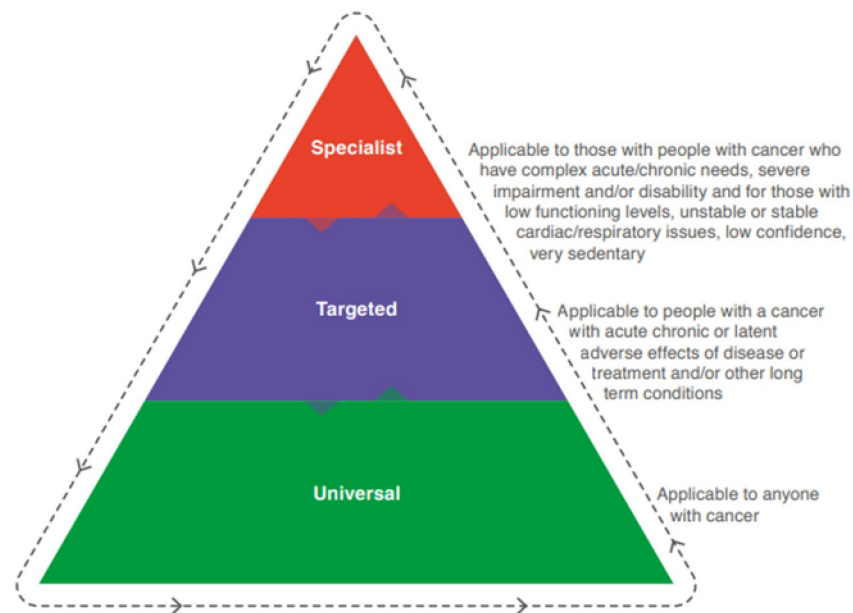 Specialist
Applicable to those with people with cancer who
have complex acute/chronic needs, severe
impairment and/or disability and for those with
low functioning levels, unstable or stable
cardiac/respiratory issues, low confidence,
very sedentary
Targeted
Applicable to people with a cancer
with acute chronic or latent
adverse effects of disease or
treatment and/or other long
term conditions
Universal
Applicable to anyone
with cancer